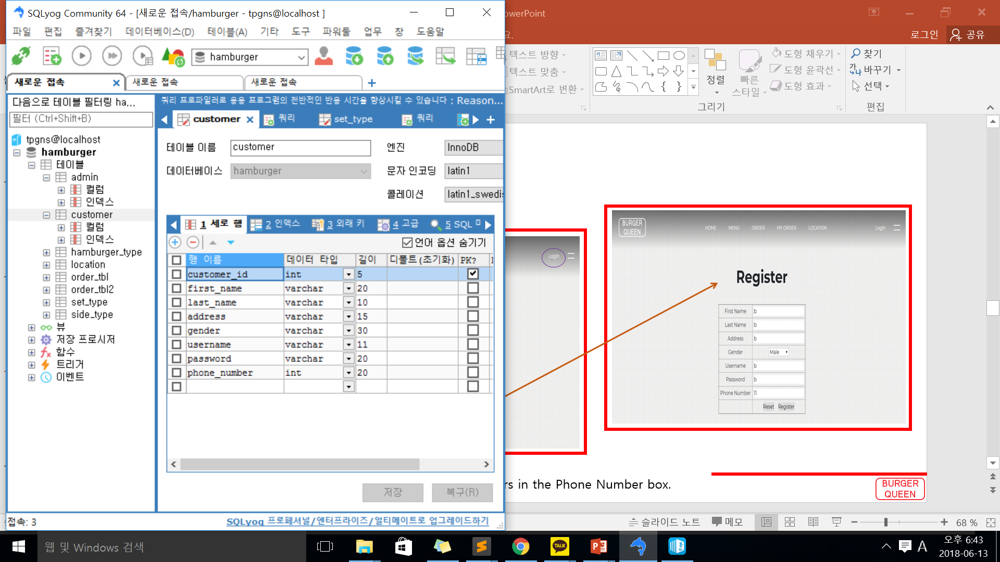 SQLyog Community 64 - [새로운 접속/hamburger - tpgns@localhost ]
파일 편집 즐겨찾기 데이터베이스(D) 테이블(A) 기타 도구 파워툴 업무 창 도움말
hamburger
새로운 접속 새로운 접속 새로운 접속
다음으로 테이블 필터링 ha...
필터 (Ctrl+Shift+B)
tpgns@localhost
hamburger
테이블
admin
컬럼
인덱스
customer
컬럼
인덱스
hamburger_type
location
order_tbl
order_tbl2
set_type
side_type
뷰
저장 프로시저
함수
트리거
이벤트
쿼리 프로파일러로 응용 프로그램의 전반적인 반응 시간을 향상시킬 수 있습니다 : Reason...
customer 쿼리 set_type 쿼리
테이블 이름 customer 엔진 InnoDB
데이터베이스 hamburger 문자 인코딩 latin1
콜레이션 latin1_swedis
1 세로 행 2 인덱스 3 외래 키 4 고급 5 SQL
언어 옵션 숨기기
행 이름 데이터 타입 길이 디폴트(초기화) PK?
customer_id int 5
first_name varchar 20
last_name varchar 10
address varchar 15
gender varchar 30
username varchar 11
password varchar 20
phone_number int 20
저장 복구(R)
접속: 3
SQLyog 프로페셔널/엔터프라이즈/얼티메이트로 업그레이드하기
owerPoint
로그인 공유
텍스트 방향
텍스트 맞춤
SmartArt로 변환
정렬
빠른
스타일
도형 채우기
도형 윤곽선
도형 효과
그리기
찾기
바꾸기
선택
편집
Login
BURGER
QUEEN
HOME MENU ORDER MY ORDER LOCATION Login
Register
First Name b
Last Name b
Address b
Gender Male
Username b
Password b
Phone Number 11
Reset Register
rs in the Phone Number box.
BURGER
QUEEN
슬라이드 노트 메모 68 %
웹 및 Windows 검색
TALK
A
오후 6:43
2018-06-13